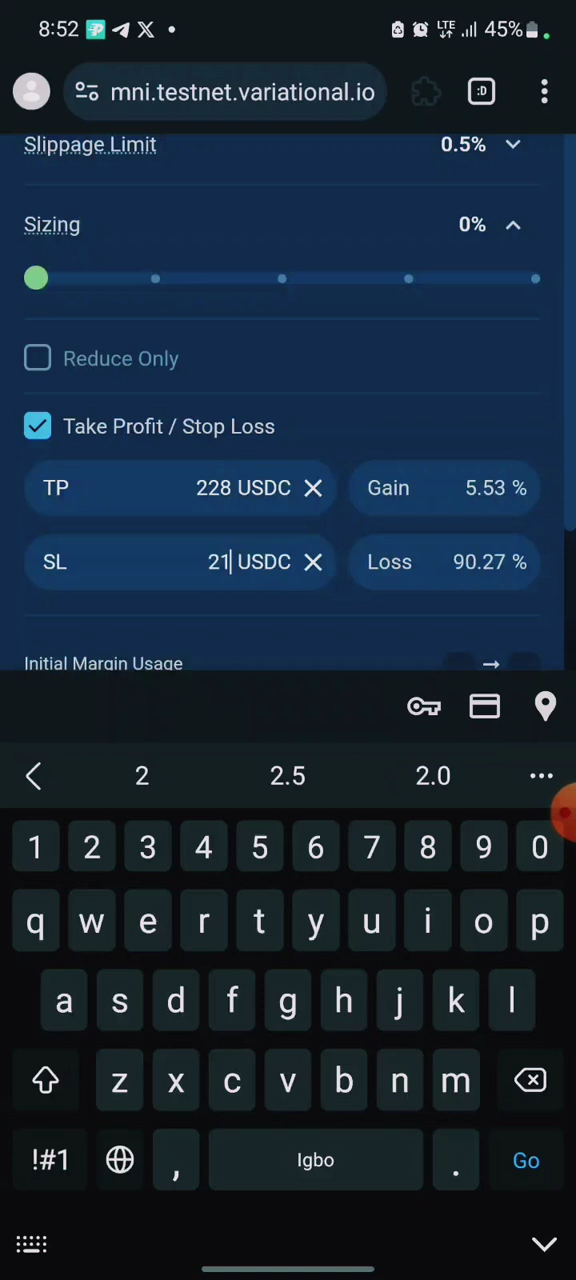 8:52 LTE 45%
mni.testnet.variational.io :D
Slippage Limit 0.5%
Sizing 0%
Reduce Only
Take Profit / Stop Loss
TP 228 USDC Gain 5.53 %
SL 21 USDC Loss 90.27 %
Initial Margin Usage →
2 2.5 2.0
1 2 3 4 5 6 7 8 9 0
q w e r t y u i o p
a s d f g h j k l
z x c v b n m
!#1 , Igbo . Go